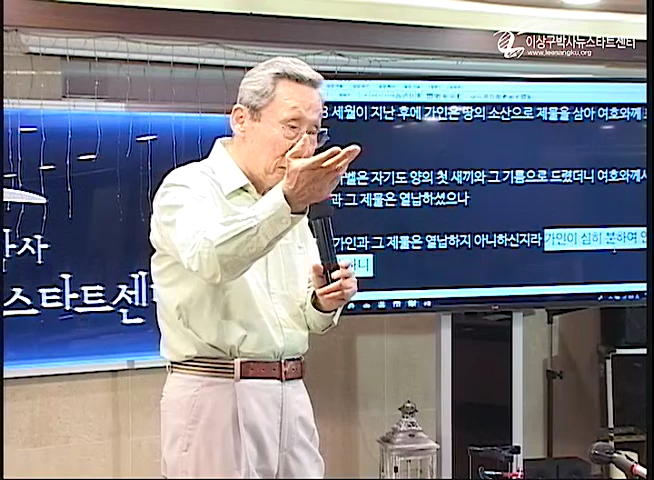 이상구박사뉴스타트센터
www.leesangku.org
3 세월이 지난 후에 가인은 땅의 소산으로 제물을 삼아 여호와께
아벨은 자기도 양의 첫 새끼와 그 기름으로 드렸더니 여호와께서
과 그 제물은 열납하셨으나
가인과 그 제물은 열납하지 아니하신지라 가인이 심히 분하여 안
하니
스타트센